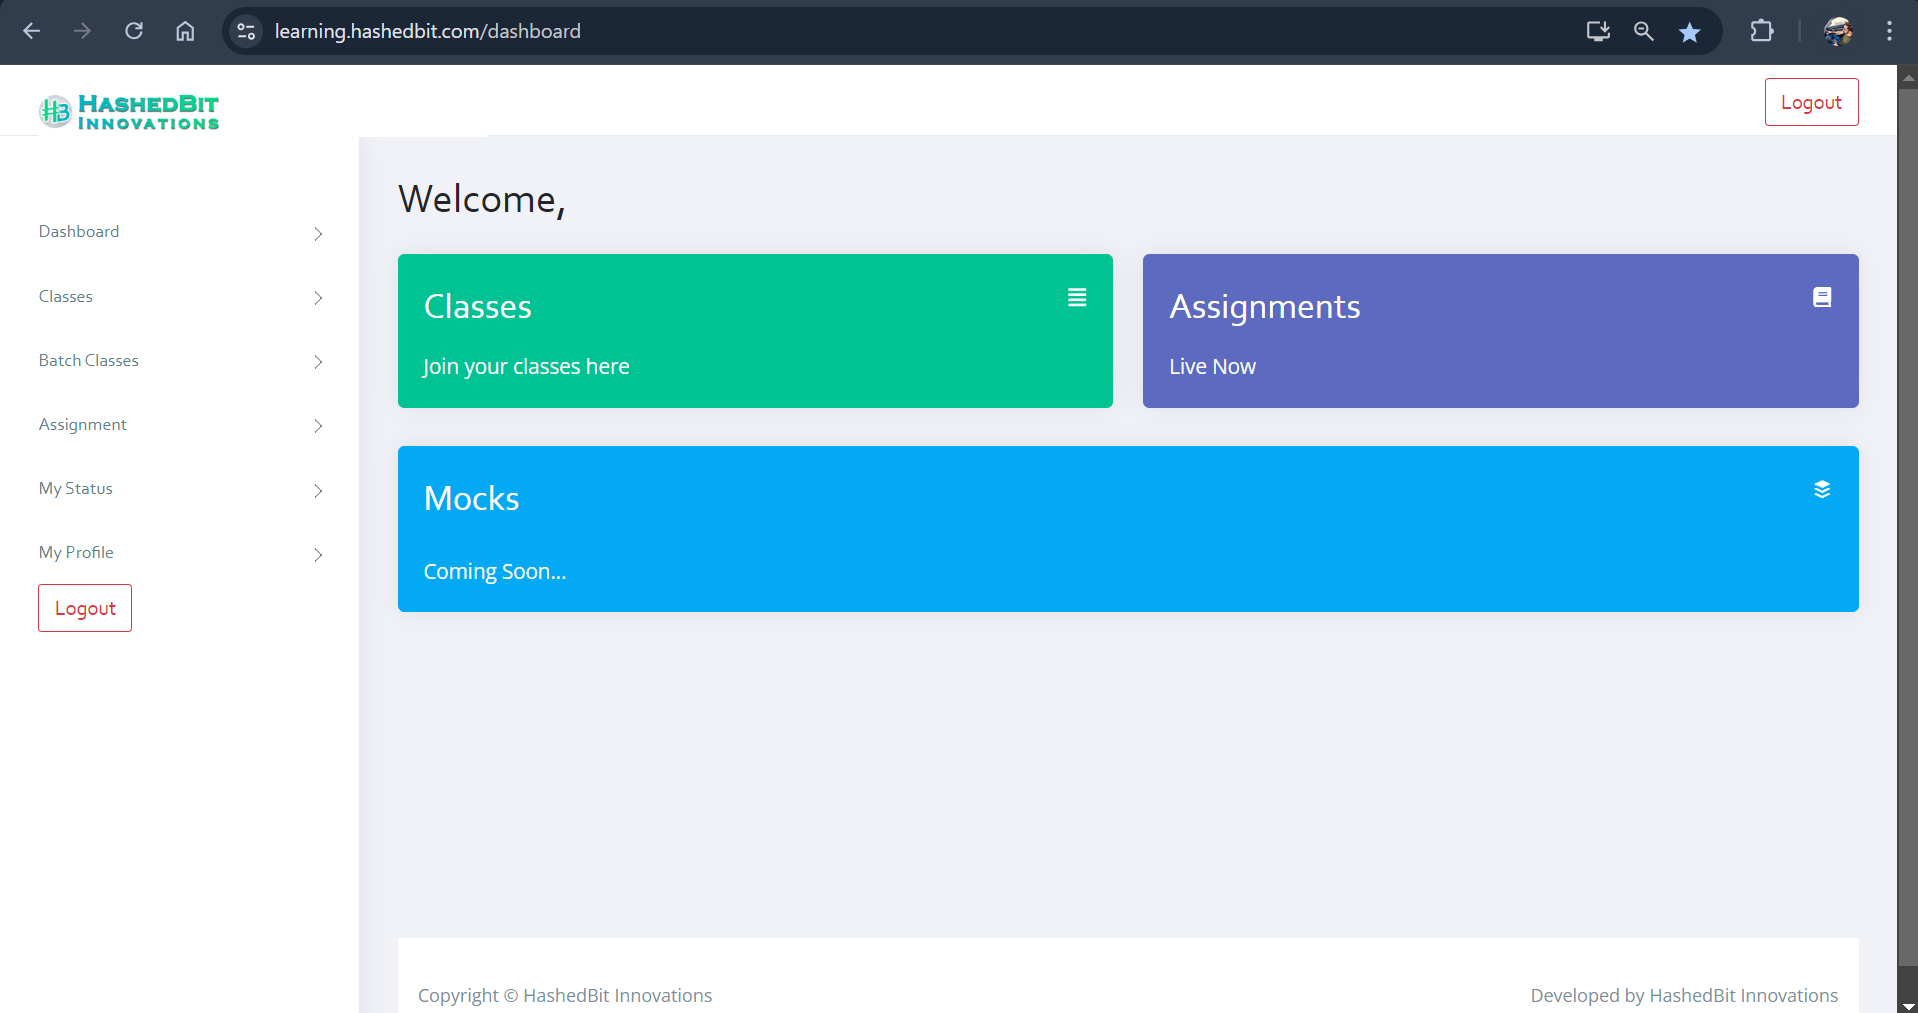 learning.hashedbit.com/dashboard
HB HASHEDBIT
INNOVATIONS
Logout
Dashboard
Classes
Batch Classes
Assignment
My Status
My Profile
Logout
Welcome,
Classes
Join your classes here
Assignments
Live Now
Mocks
Coming Soon...
Copyright © HashedBit Innovations
Developed by HashedBit Innovations